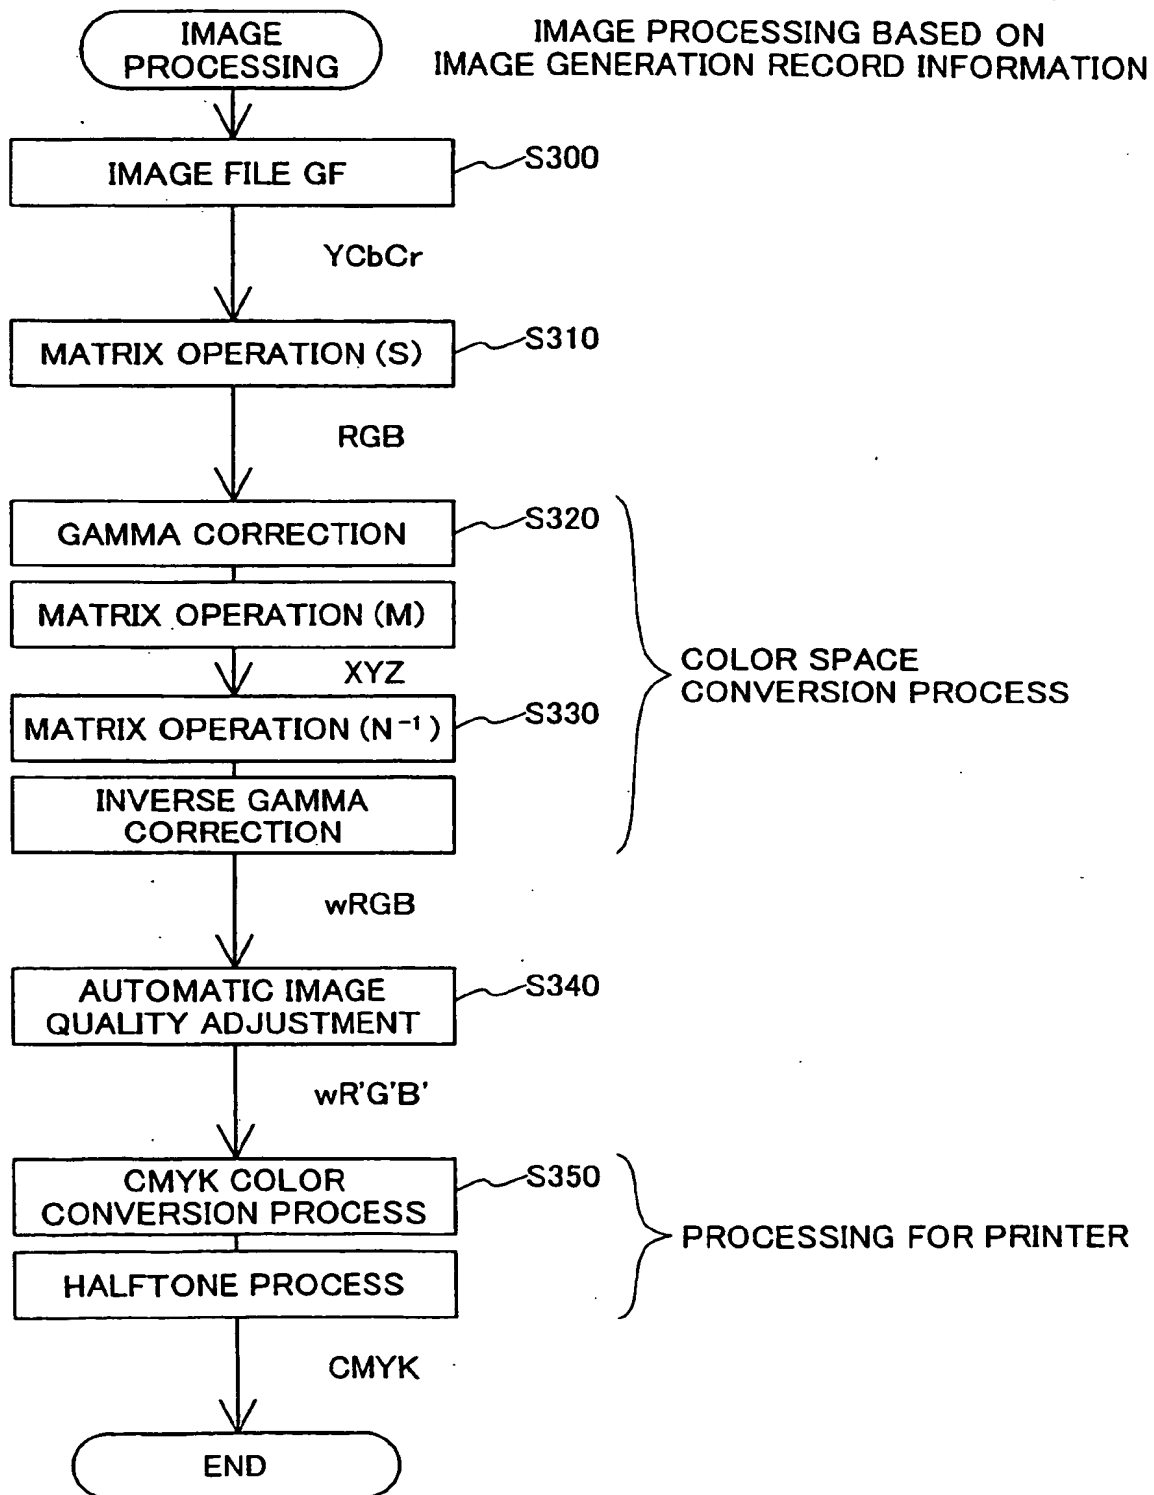 IMAGE
PROCESSING
IMAGE PROCESSING BASED ON
IMAGE GENERATION RECORD INFORMATION
IMAGE FILE GF
S300
YCbCr
MATRIX OPERATION (S)
S310
RGB
GAMMA CORRECTION
S320
MATRIX OPERATION (M)
XYZ
MATRIX OPERATION (N⁻¹)
S330
INVERSE GAMMA
CORRECTION
COLOR SPACE
CONVERSION PROCESS
wRGB
AUTOMATIC IMAGE
QUALITY ADJUSTMENT
S340
wR'G'B'
CMYK COLOR
CONVERSION PROCESS
S350
HALFTONE PROCESS
PROCESSING FOR PRINTER
CMYK
END